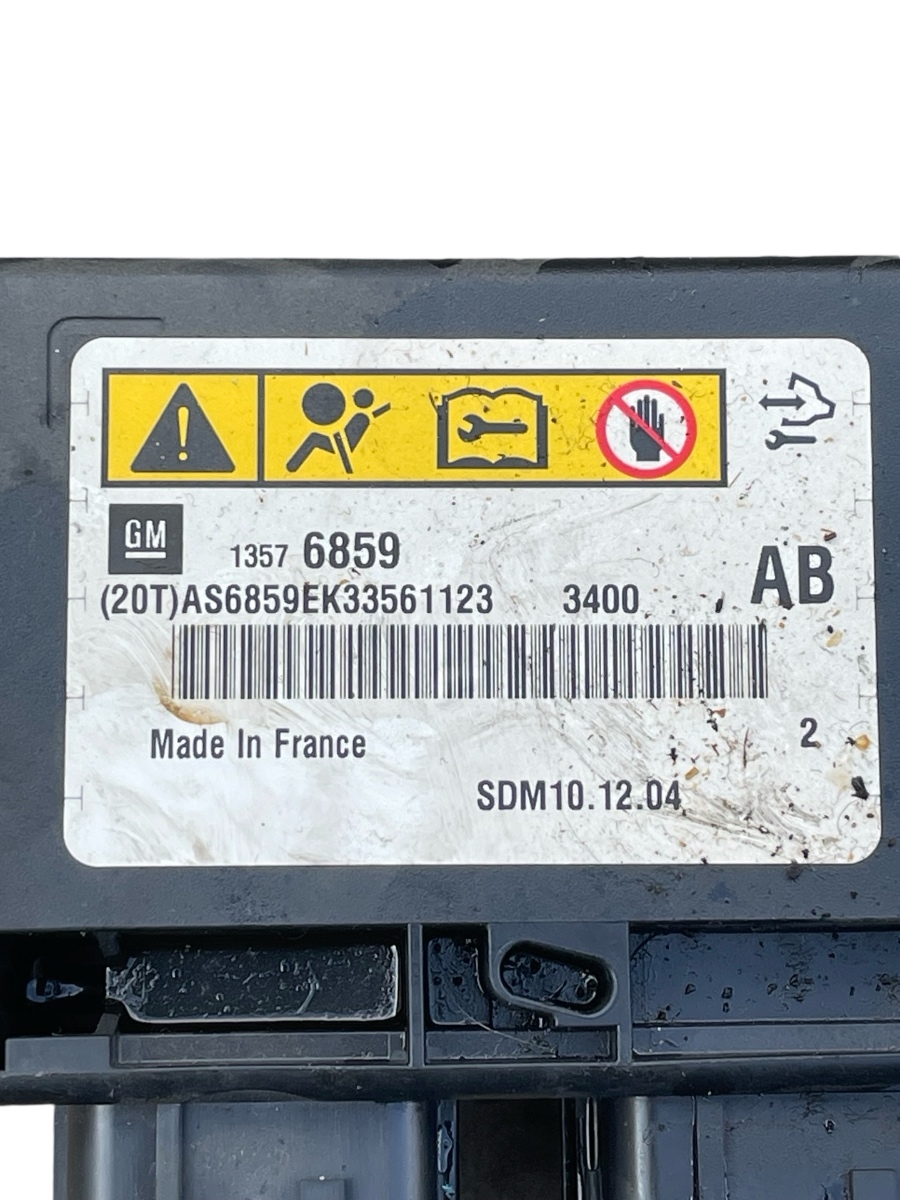 GM
1357 6859
AB
(20T)AS6859EK33561123 3400
Made In France
2
SDM10.12.04